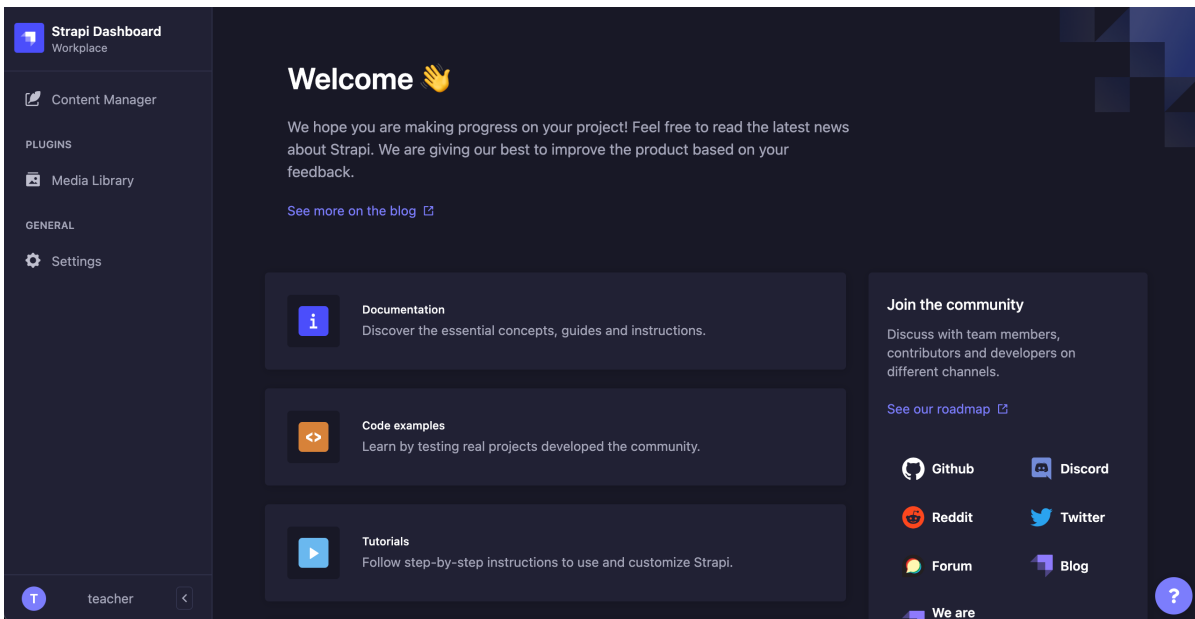 Strapi Dashboard
Workplace
Content Manager
PLUGINS
Media Library
GENERAL
Settings
T
teacher
Welcome 👋
We hope you are making progress on your project! Feel free to read the latest news
about Strapi. We are giving our best to improve the product based on your
feedback.
See more on the blog
Documentation
Discover the essential concepts, guides and instructions.
Code examples
Learn by testing real projects developed the community.
Tutorials
Follow step-by-step instructions to use and customize Strapi.
Join the community
Discuss with team members,
contributors and developers on
different channels.
See our roadmap
Github
Discord
Reddit
Twitter
Forum
Blog
We are
?